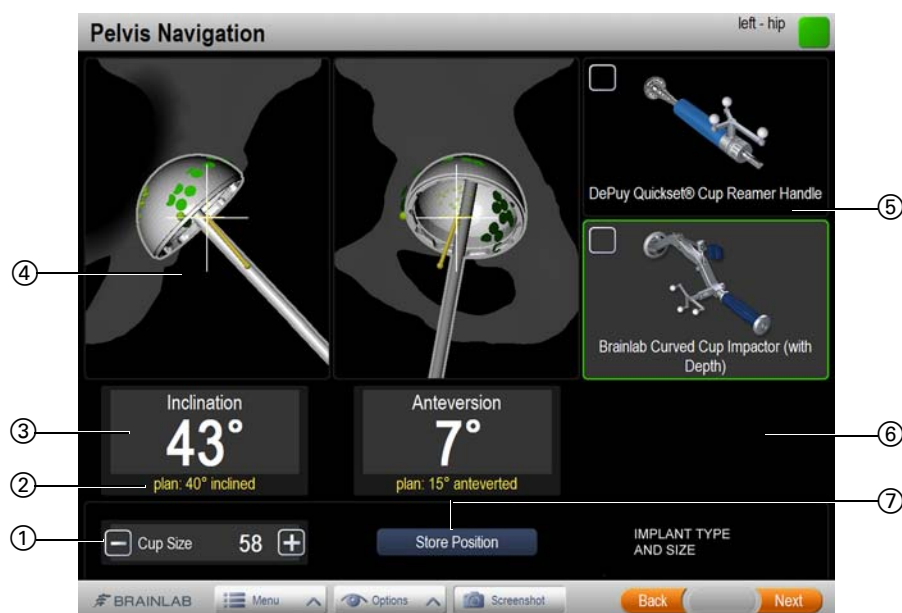 Pelvis Navigation
left - hip
DePuy Quickset® Cup Reamer Handle
⑤
④
Brainlab Curved Cup Impactor (with
Depth)
Inclination
43°
plan: 40° inclined
Anteversion
7°
plan: 15° anteverted
③
②
⑥
⑦
①
Cup Size 58
Store Position
IMPLANT TYPE
AND SIZE
BRAINLAB
Menu
Options
Screenshot
Back
Next